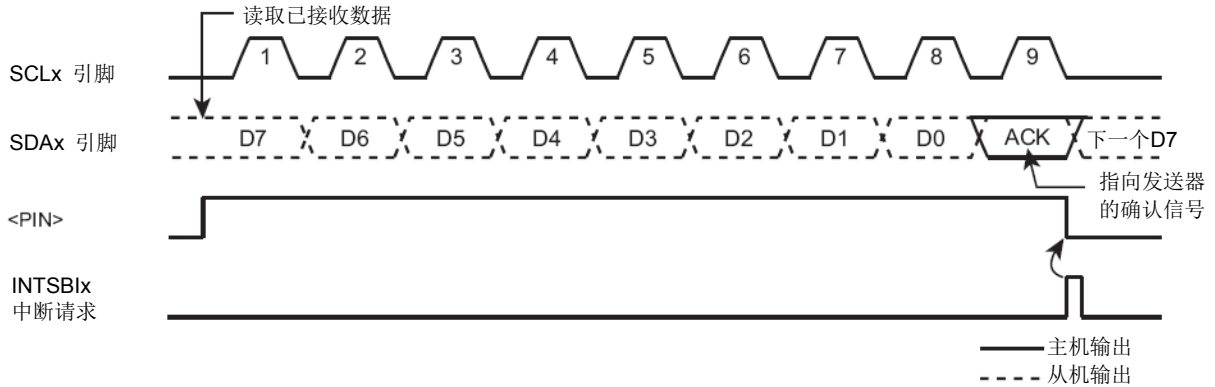 读取已接收数据
SCLx 引脚
1 2 3 4 5 6 7 8 9
SDAx 引脚
D7 D6 D5 D4 D3 D2 D1 D0 ACK 下一个D7
指向发送器
的确认信号
<PIN>
INTSBIx
中断请求
主机输出
从机输出